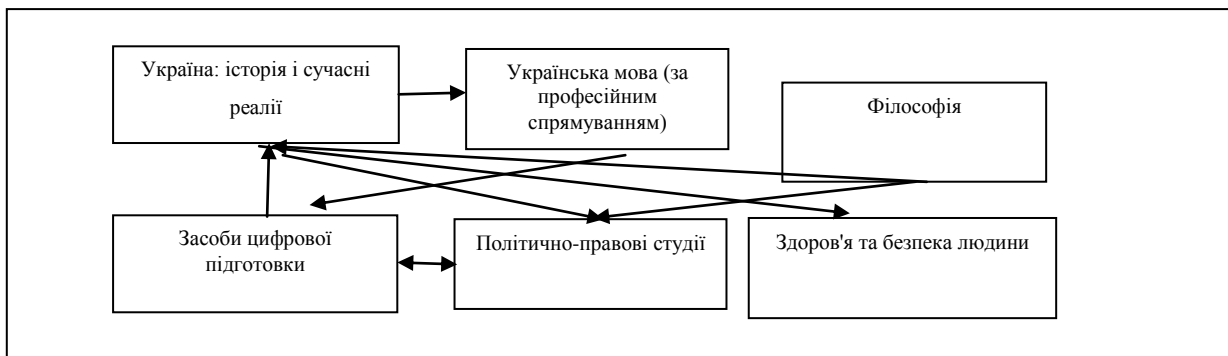 Україна: історія і сучасні
реалії
Українська мова (за
професійним
спрямуванням)
Філософія
Засоби цифрової
підготовки
Політично-правові студії
Здоров'я та безпека людини